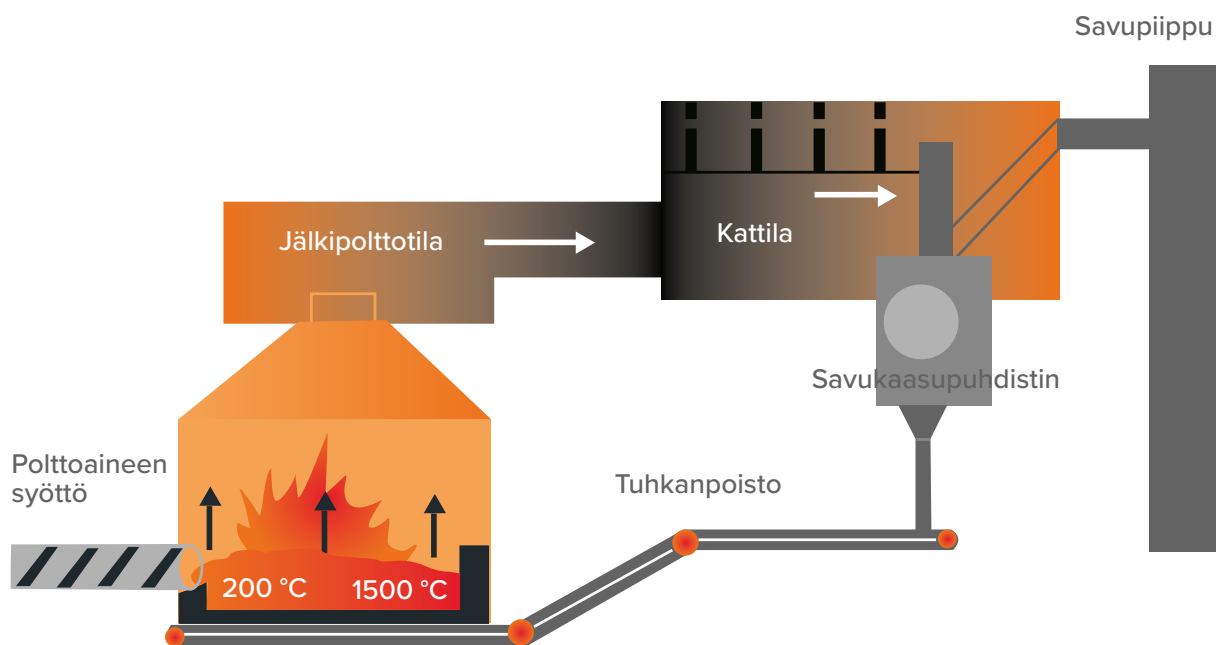 Savupiippu
Jälkipolttotila
Kattila
Savukaasupuhdistin
Polttoaineen
syöttö
Tuhkanpoisto
200 °C
1500 °C